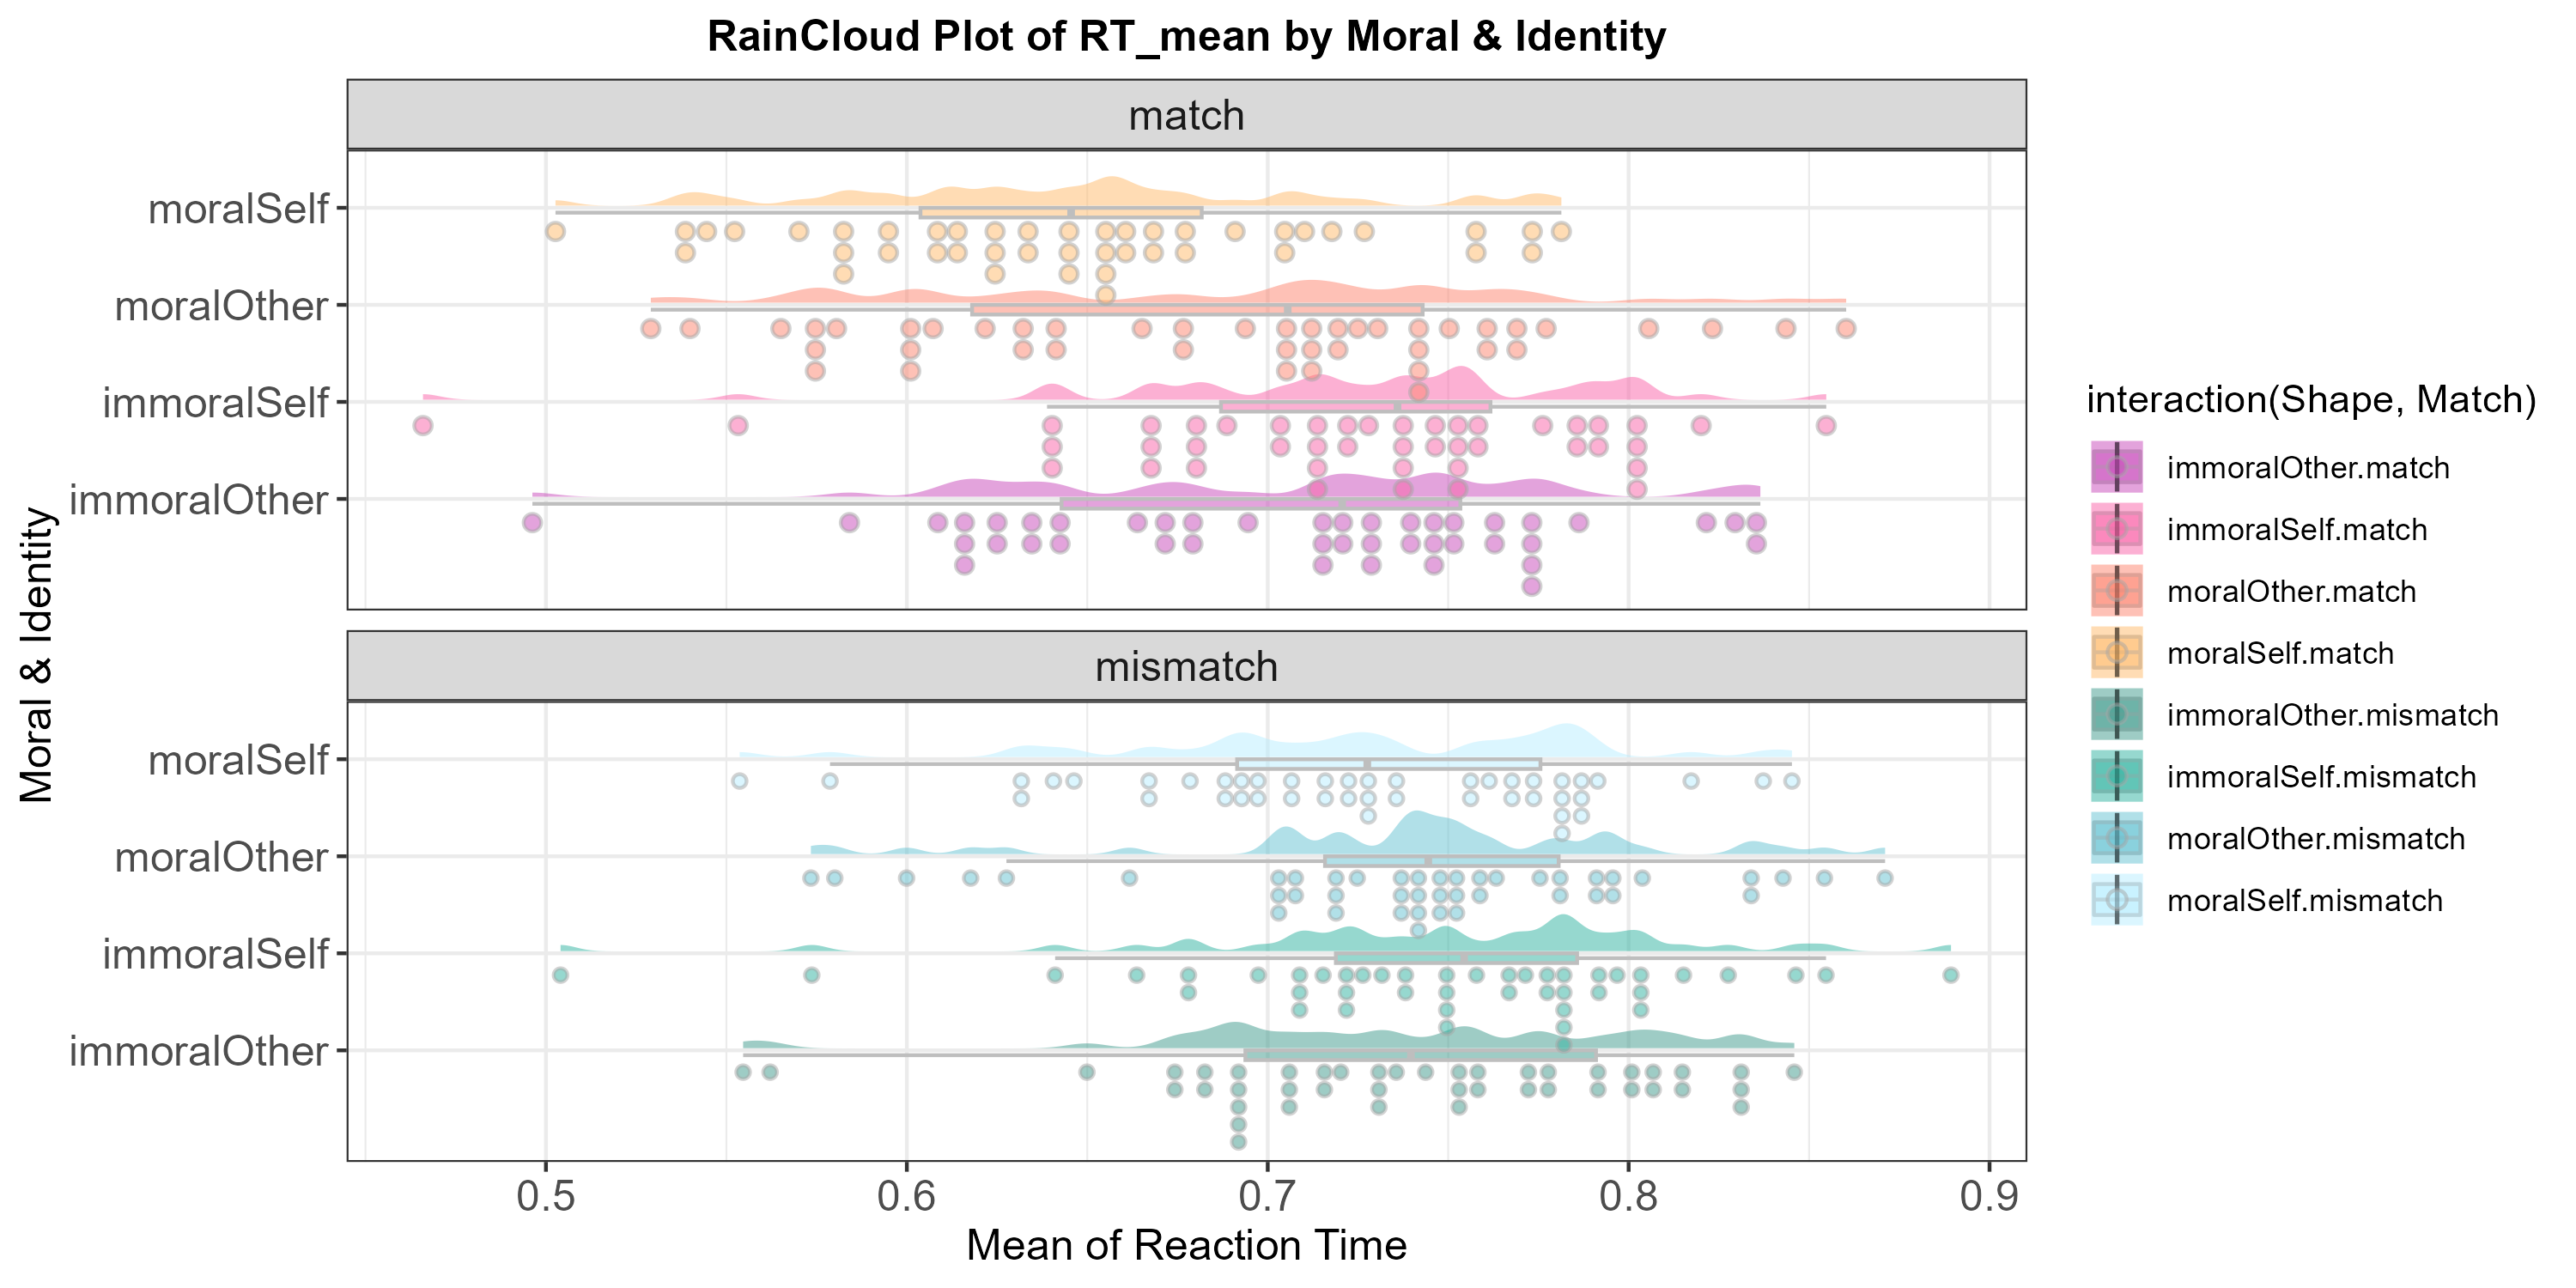 RainCloud Plot of RT_mean by Moral & Identity
match
moralSelf
moralOther
immoralSelf
immoralOther
mismatch
moralSelf
moralOther
immoralSelf
immoralOther
0.5 0.6 0.7 0.8 0.9
Mean of Reaction Time
Moral & Identity
interaction(Shape, Match)
immoralOther.match
immoralSelf.match
moralOther.match
moralSelf.match
immoralOther.mismatch
immoralSelf.mismatch
moralOther.mismatch
moralSelf.mismatch